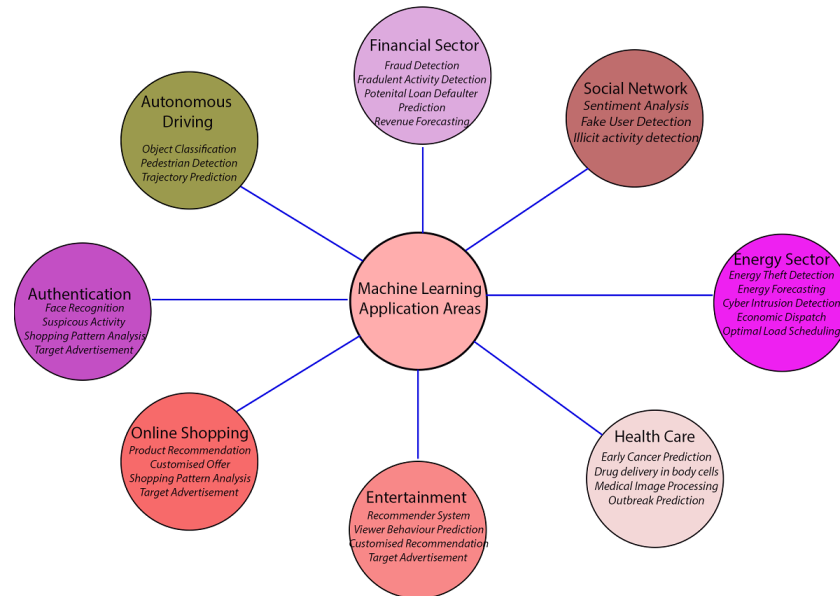 Financial Sector
Fraud Detection
Fradulent Activity Detection
Potenital Loan Defaulter
Prediction
Revenue Forecasting
Social Network
Sentiment Analysis
Fake User Detection
Illicit activity detection
Autonomous
Driving
Object Classification
Pedestrian Detection
Trajectory Prediction
Machine Learning
Application Areas
Energy Sector
Energy Theft Detection
Energy Forecasting
Cyber Intrusion Detection
Economic Dispatch
Optimal Load Scheduling
Authentication
Face Recognition
Suspicous Activity
Shopping Pattern Analysis
Target Advertisement
Online Shopping
Product Recommendation
Customised Offer
Shopping Pattern Analysis
Target Advertisement
Health Care
Early Cancer Prediction
Drug delivery in body cells
Medical Image Processing
Outbreak Prediction
Entertainment
Recommender System
Viewer Behaviour Prediction
Customised Recommendation
Target Advertisement